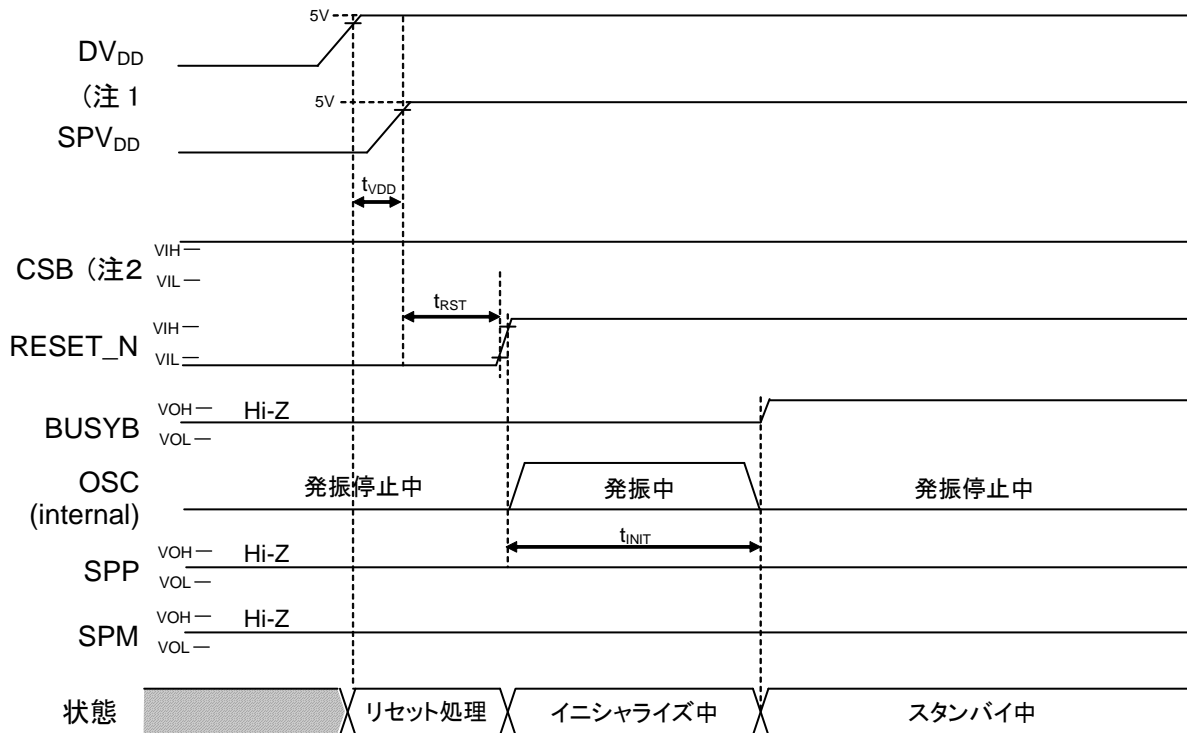 5V
DVDD
(注 1
5V
SPVDD
tVDD
VIH
CSB (注2
VIL
tRST
VIH
RESET_N
VIL
VOH Hi-Z
BUSYB
VOL
OSC
(internal)
発振停止中 発振中 発振停止中
tINIT
VOH Hi-Z
SPP
VOL
VOH Hi-Z
SPM
VOL
状態 リセット処理 イニシャライズ中 スタンバイ中